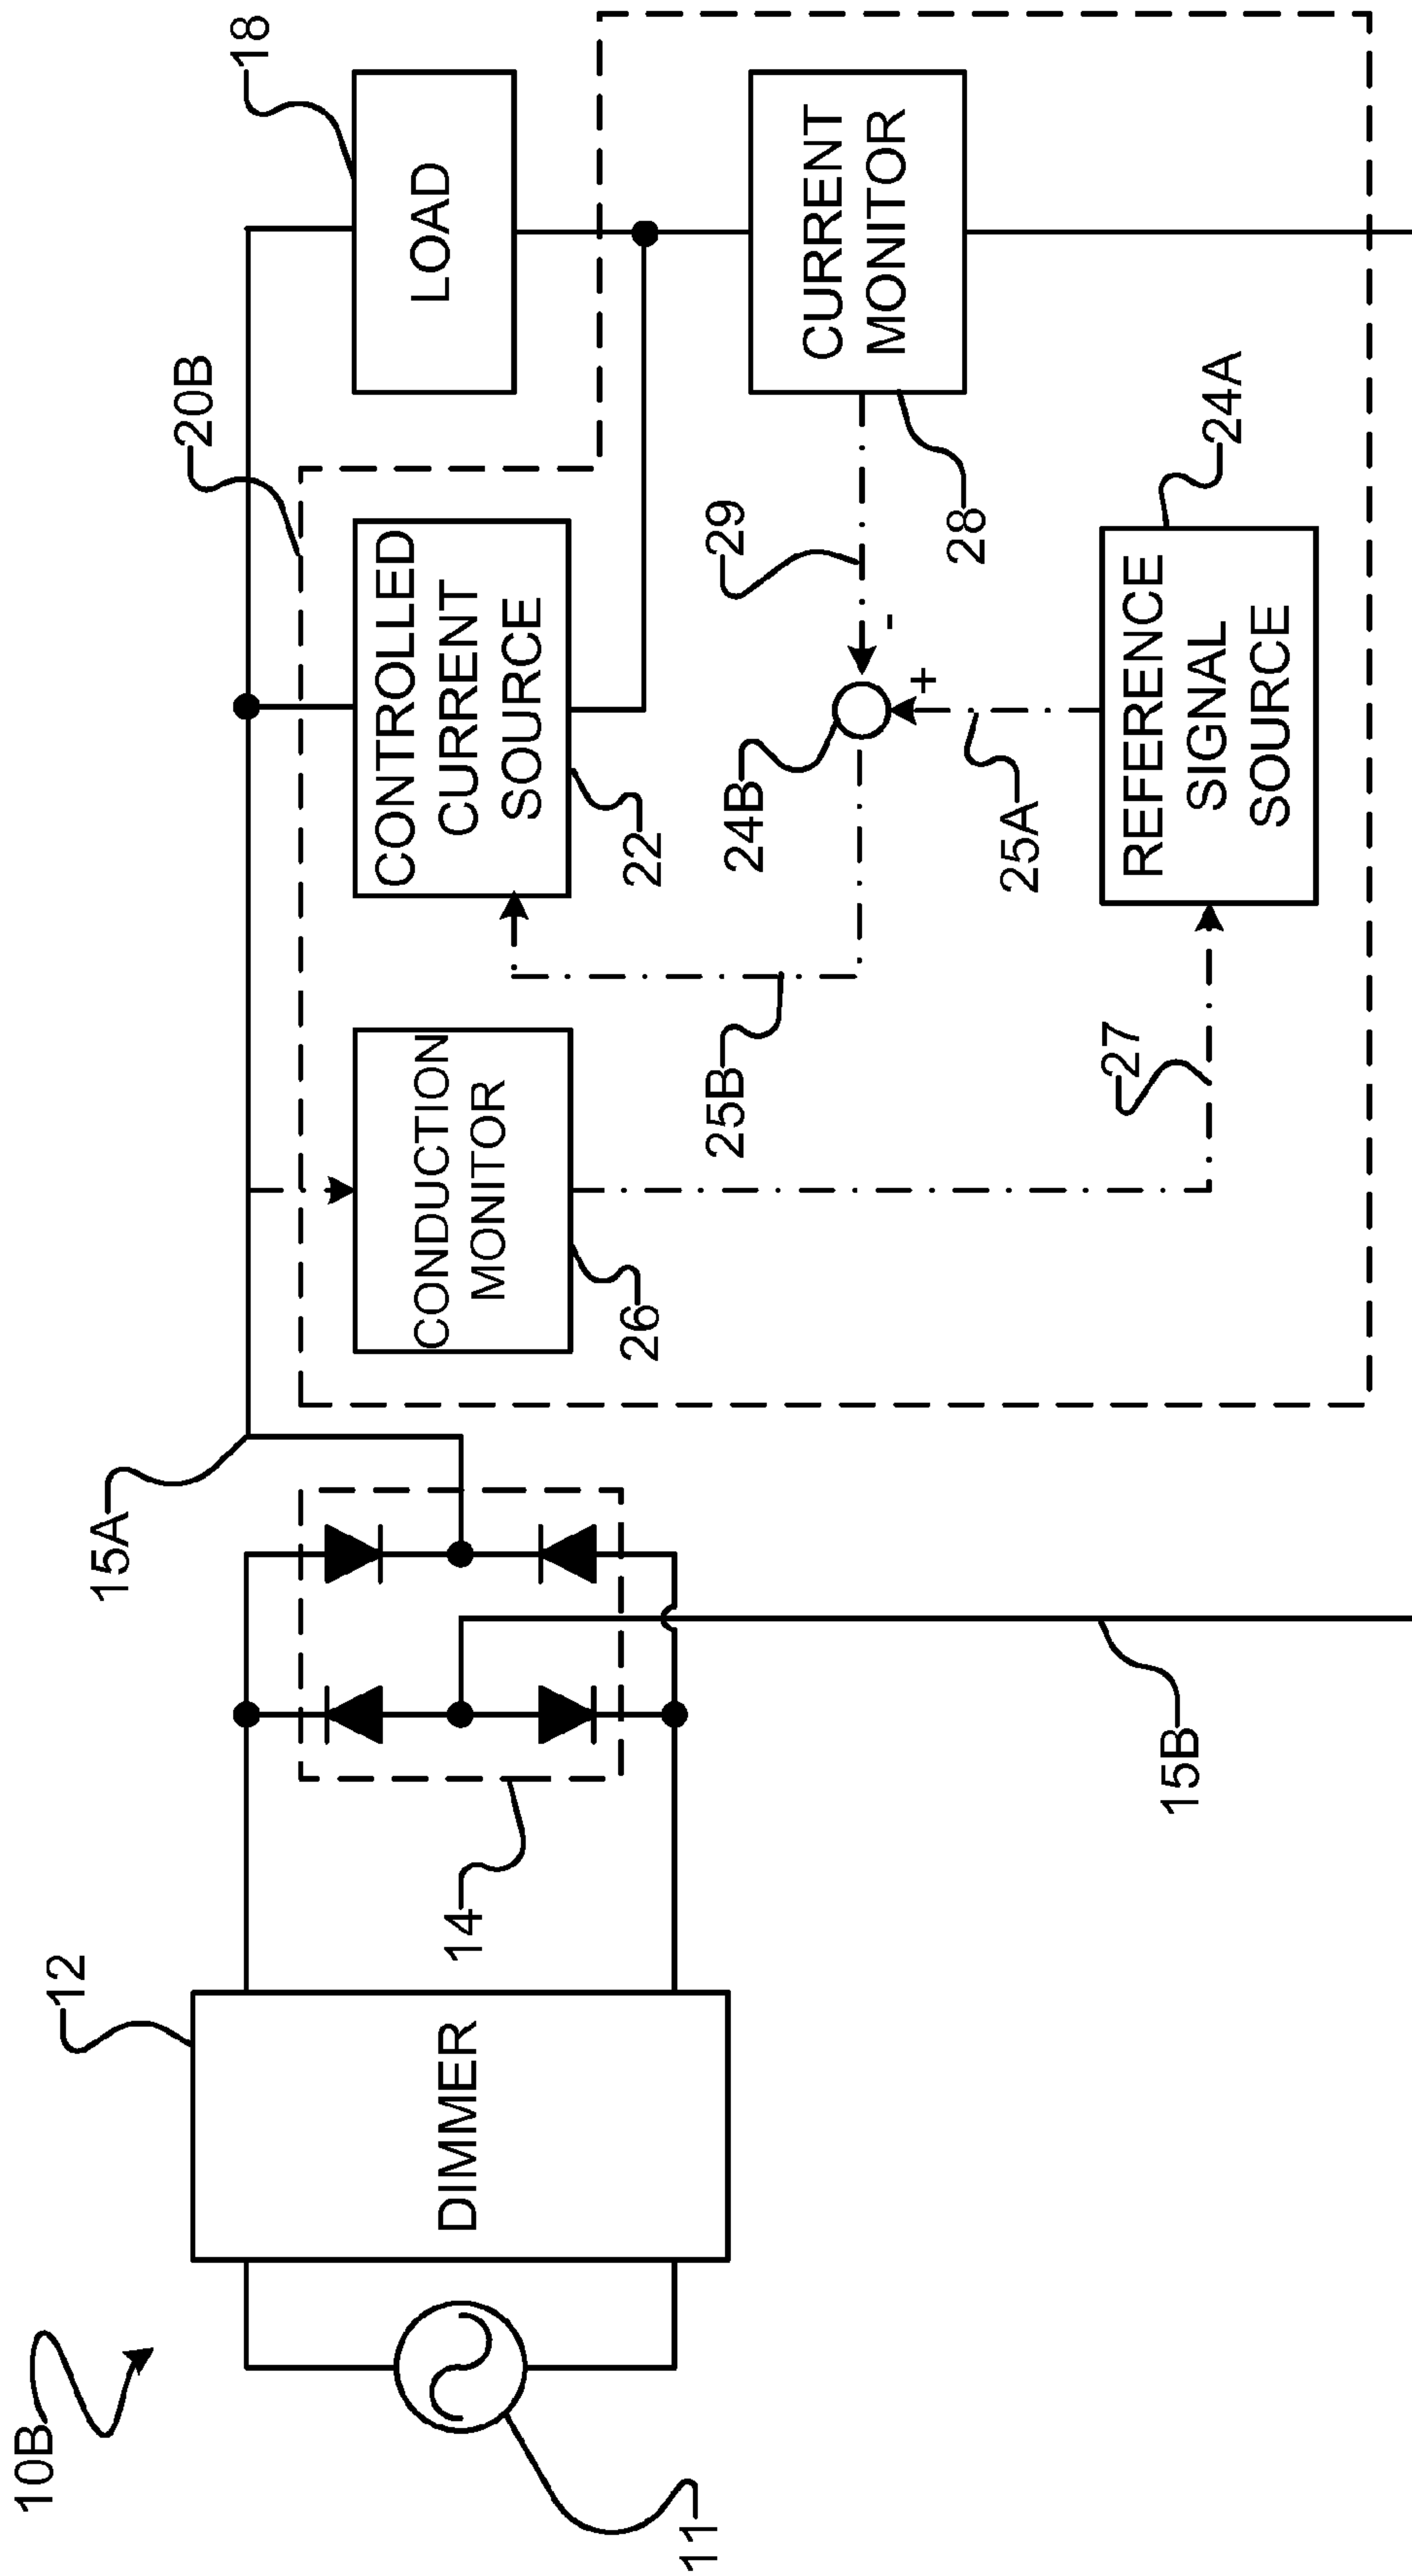 10B
11
12
DIMMER
14
15A
15B
20B
18
LOAD
CONTROLLED
CURRENT
SOURCE
22
CONDUCTION
MONITOR
26
25B
24B
29
-
+
25A
27
CURRENT
MONITOR
28
REFERENCE
SIGNAL
SOURCE
24A